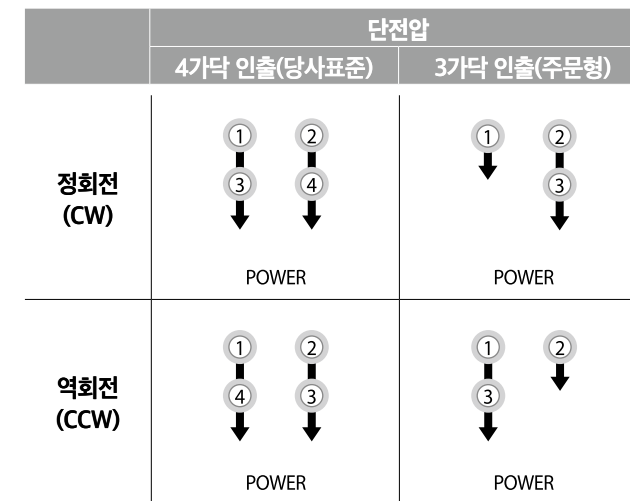 단전압
4가닥 인출(당사표준) 3가닥 인출(주문형)
정회전
(CW)
① ② ① ②
③ ④ ③
POWER POWER
역회전
(CCW)
① ② ① ②
④ ③ ③
POWER POWER